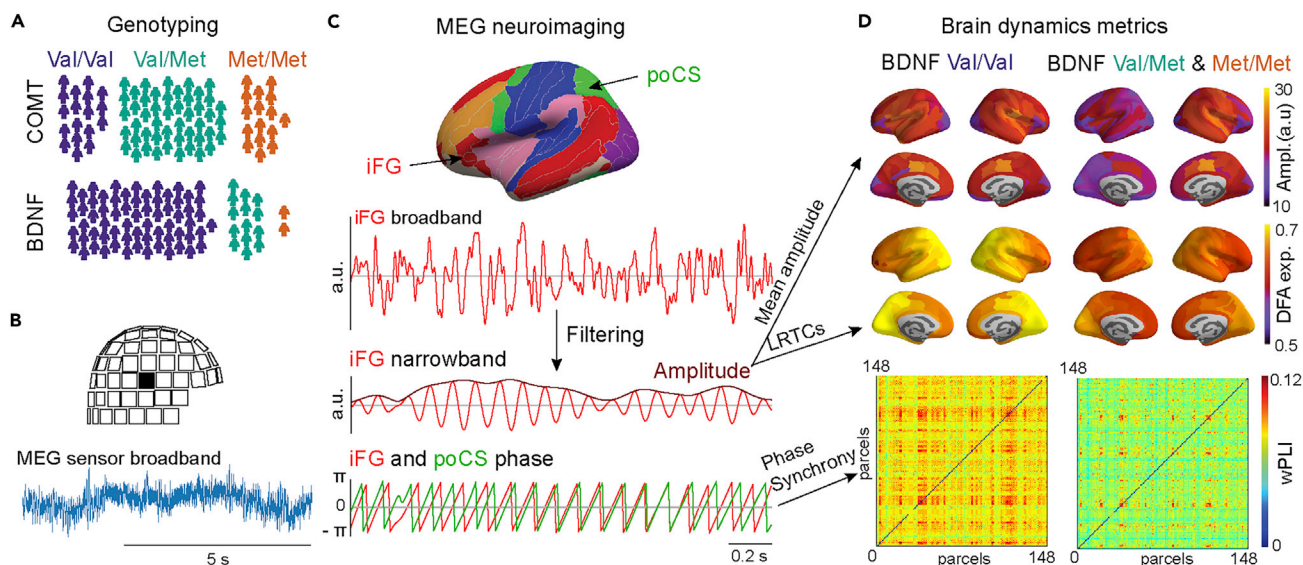 A
Genotyping
Val/Val Val/Met Met/Met
COMT
BDNF
B
MEG sensor broadband
5 s
C
MEG neuroimaging
poCS
iFG
iFG broadband
a.u.
Filtering
iFG narrowband
Amplitude
a.u.
iFG and poCS phase
π
0
- π
0.2 s
Mean amplitude
LRTCs
Phase
Synchrony
D
Brain dynamics metrics
BDNF Val/Val
BDNF Val/Met & Met/Met
30
Ampl.(a.u)
10
0.7
DFA exp.
0.5
148
parcels
0 parcels 148
148
0 parcels 148
0.12
wPLI
0